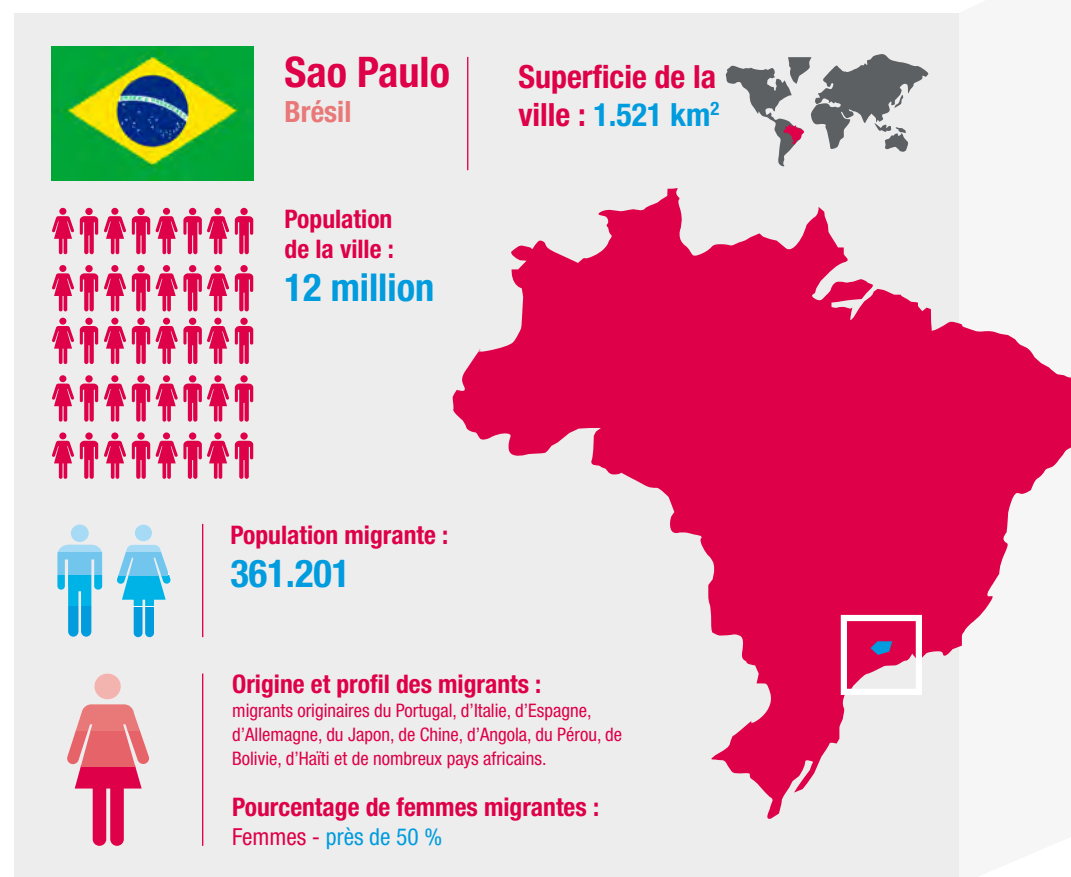 Sao Paulo
Brésil
Superficie de la
ville : 1.521 km²
Population
de la ville :
12 million
Population migrante :
361.201
Origine et profil des migrants :
migrants originaires du Portugal, d’Italie, d’Espagne,
d’Allemagne, du Japon, de Chine, d’Angola, du Pérou, de
Bolivie, d’Haïti et de nombreux pays africains.
Pourcentage de femmes migrantes :
Femmes - près de 50 %